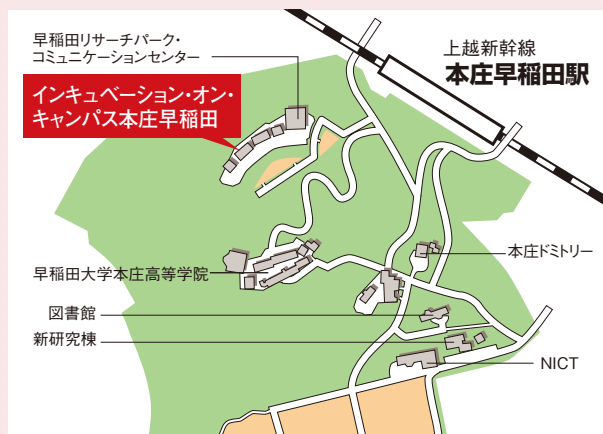 早稲田リサーチパーク・
コミュニケーションセンター
上越新幹線
本庄早稲田駅
インキュベーション・オン・
キャンパス本庄早稲田
本庄ドミトリー
早稲田大学本庄高等学院
図書館
新研究棟
NICT